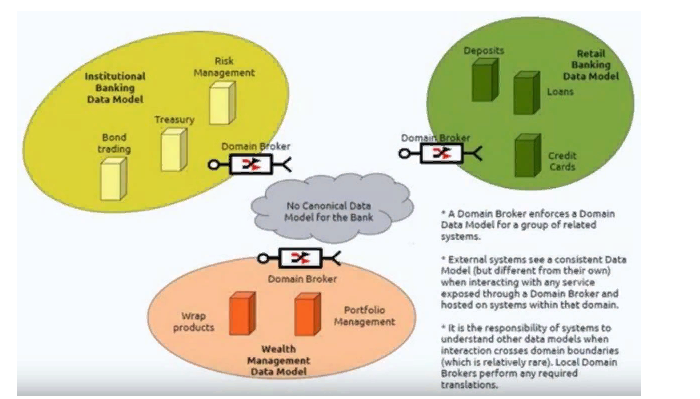 Institutional
Banking
Data Model
Risk
Management
Treasury
Bond
trading
Domain Broker
Retail
Banking
Data Model
Deposits
Loans
Credit
Cards
Domain Broker
No Canonical Data
Model for the Bank
Domain Broker
Wrap
products
Portfolio
Management
Wealth
Management
Data Model
* A Domain Broker enforces a Domain
Data Model for a group of related
systems.
* External systems see a consistent Data
Model (but different from their own)
when interacting with any service
exposed through a Domain Broker and
hosted on systems within that domain.
* It is the responsibility of systems to
understand other data models when
interaction crosses domain boundaries
(which is relatively rare). Local Domain
Brokers perform any required
translations.